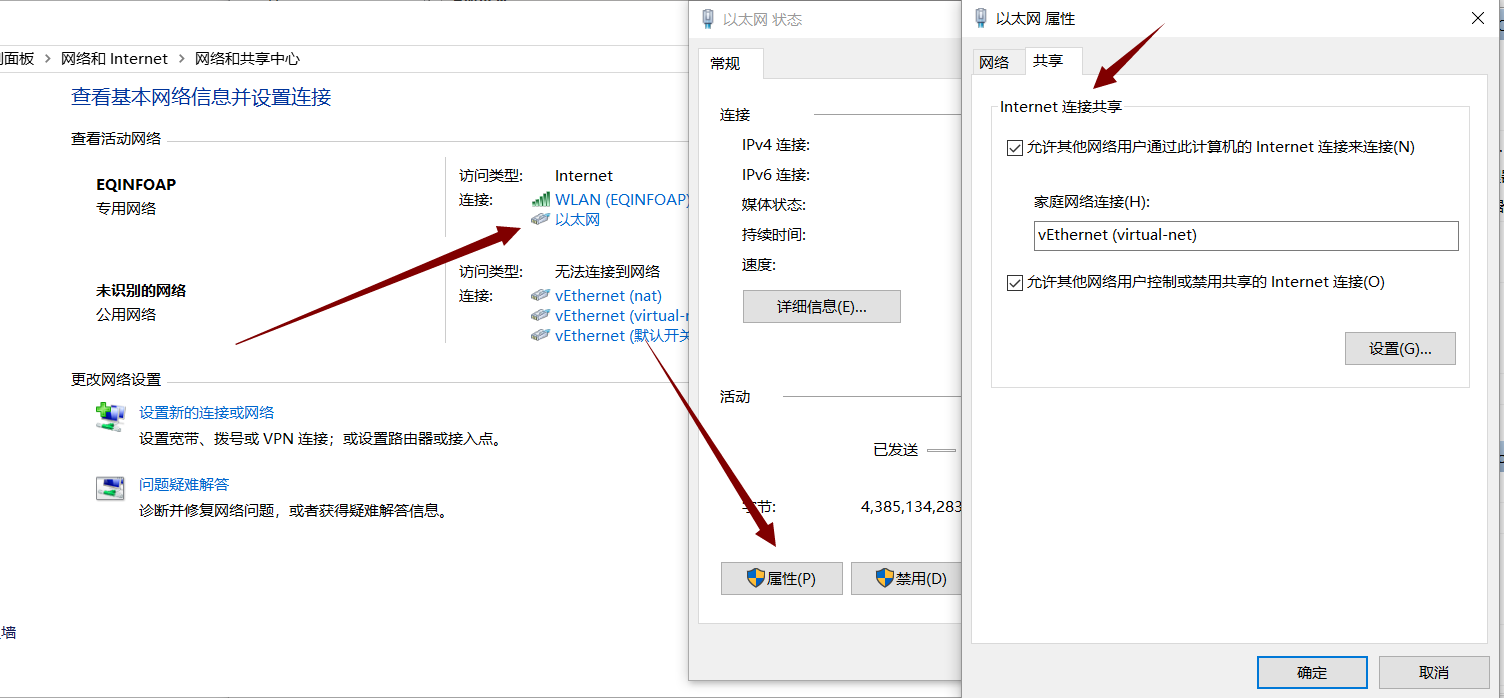 面板 > 网络和 Internet > 网络和共享中心
查看基本网络信息并设置连接
查看活动网络
EQINFOAP
专用网络
访问类型: Internet
连接: WLAN (EQINFOAP)
以太网
未识别的网络
公用网络
访问类型: 无法连接到网络
连接: vEthernet (nat)
vEthernet (virtual-
vEthernet (默认开关
更改网络设置
设置新的连接或网络
设置宽带、拨号或 VPN 连接；或设置路由器或接入点。
问题疑难解答
诊断并修复网络问题，或者获得疑难解答信息。
墙
以太网 状态
常规
连接
IPv4 连接:
IPv6 连接:
媒体状态:
持续时间:
速度:
详细信息(E)...
活动
已发送
字节: 4,385,134,283
属性(P)
禁用(D)
以太网 属性
网络
共享
Internet 连接共享
允许其他网络用户通过此计算机的 Internet 连接来连接(N)
家庭网络连接(H):
vEthernet (virtual-net)
允许其他网络用户控制或禁用共享的 Internet 连接(O)
设置(G)...
确定
取消